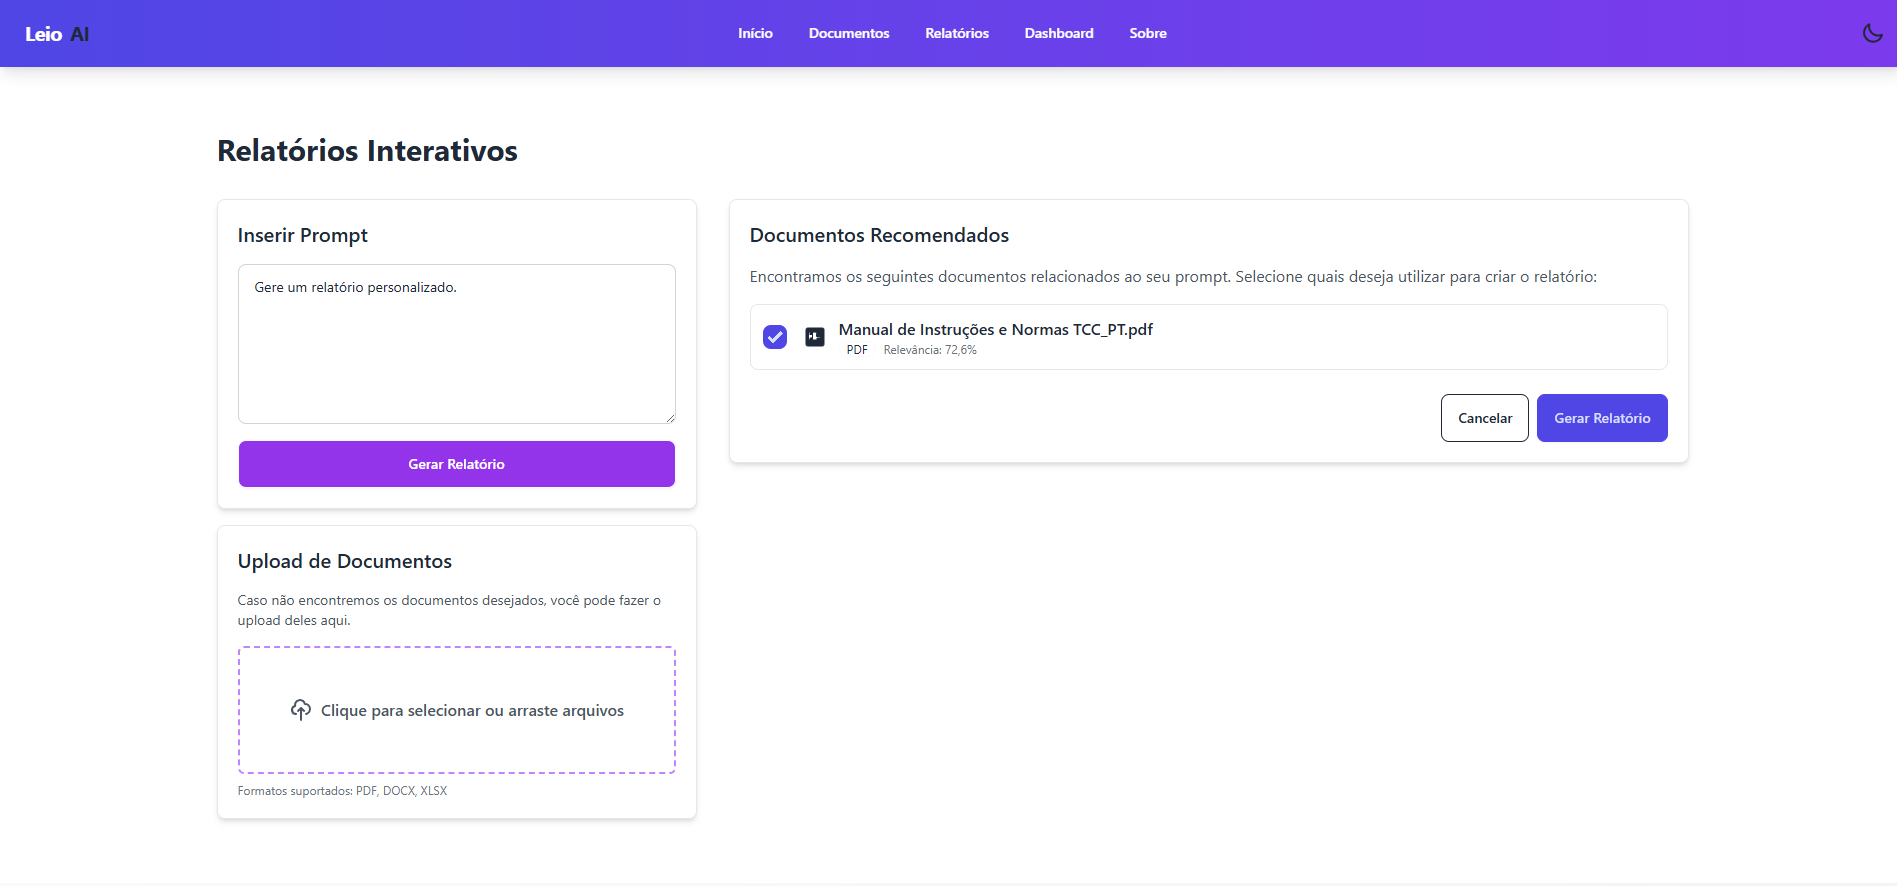 Leio AI
Início
Documentos
Relatórios
Dashboard
Sobre
Relatórios Interativos
Inserir Prompt
Gere um relatório personalizado.
Gerar Relatório
Upload de Documentos
Caso não encontremos os documentos desejados, você pode fazer o
upload deles aqui.
Clique para selecionar ou arraste arquivos
Formatos suportados: PDF, DOCX, XLSX
Documentos Recomendados
Encontramos os seguintes documentos relacionados ao seu prompt. Selecione quais deseja utilizar para criar o relatório:
Manual de Instruções e Normas TCC_PT.pdf
PDF Relevância: 72,6%
Cancelar
Gerar Relatório